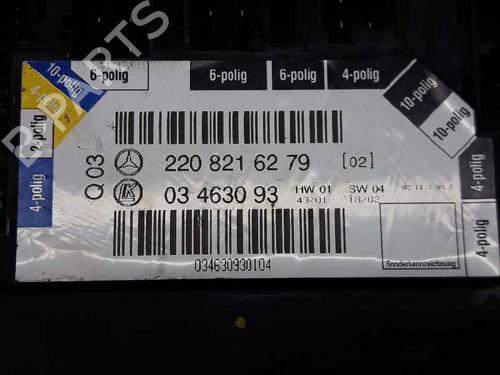 10-polig
6-polig
6-polig
6-polig
4-polig
10-polig
10-polig
4-polig
2-polig
4-polig
4-polig
4-polig
B-PARTS
Q 03
220 821 62 79 [02]
03 4630 93
HW 01
43/01
SW 04
18/02
034630930104
Sonderkennzeichnung